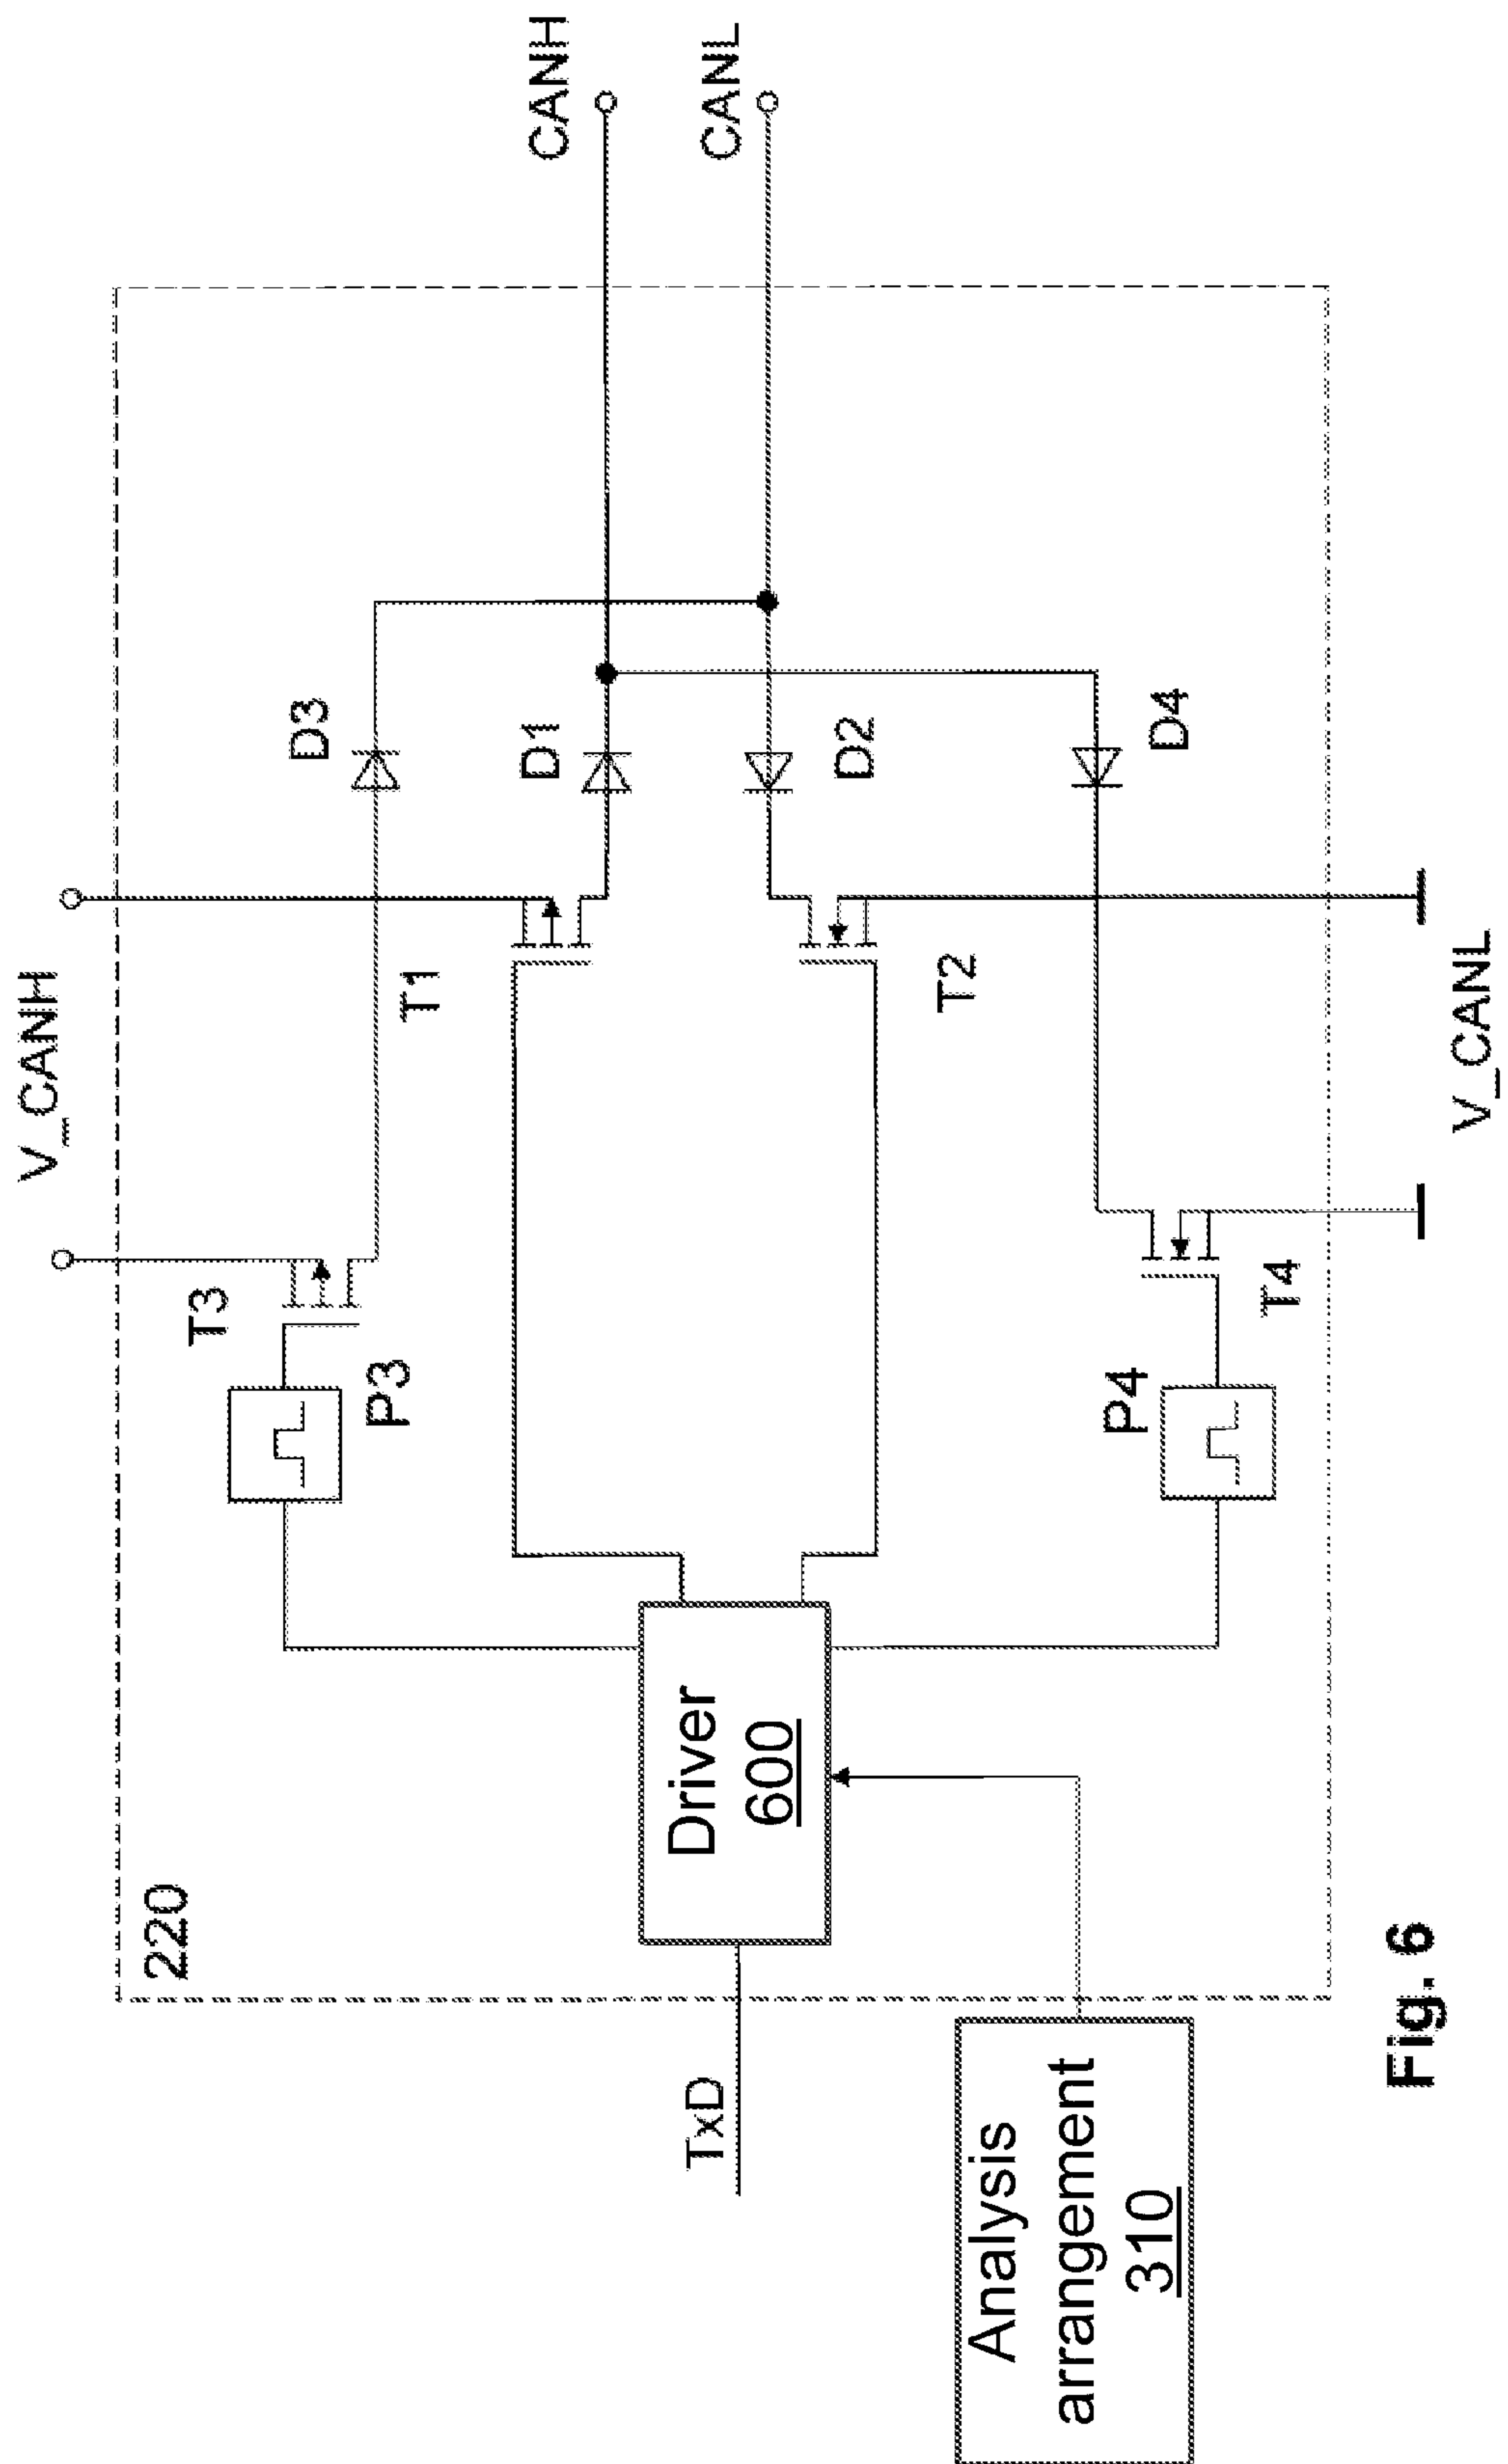 220
V_CANH
T3
P3
T1
D3
D1
CANH
CANL
TxD
Driver
600
D2
T2
D4
Analysis
arrangement
310
P4
T4
V_CANL
Fig. 6